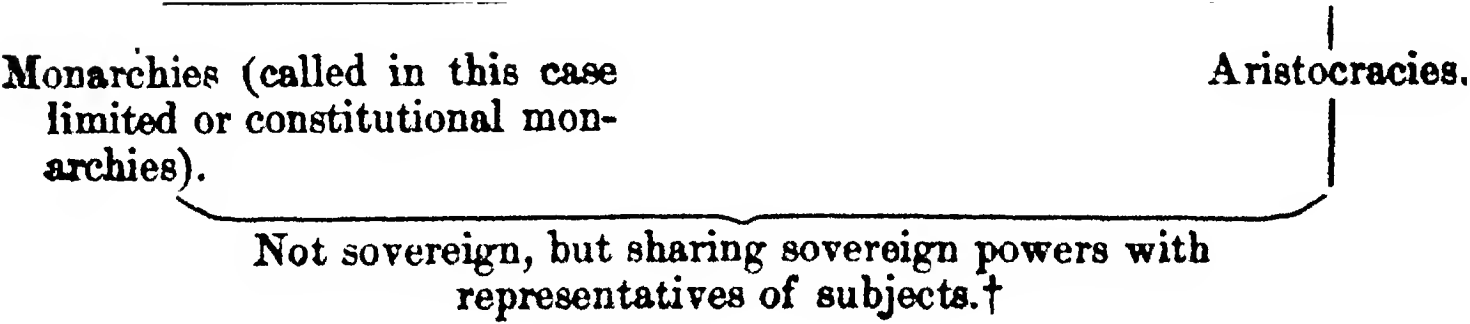 Monarchies (called in this case
limited or constitutional mon-
archies).
Aristocracies.
Not sovereign, but sharing sovereign powers with
representatives of subjects.†